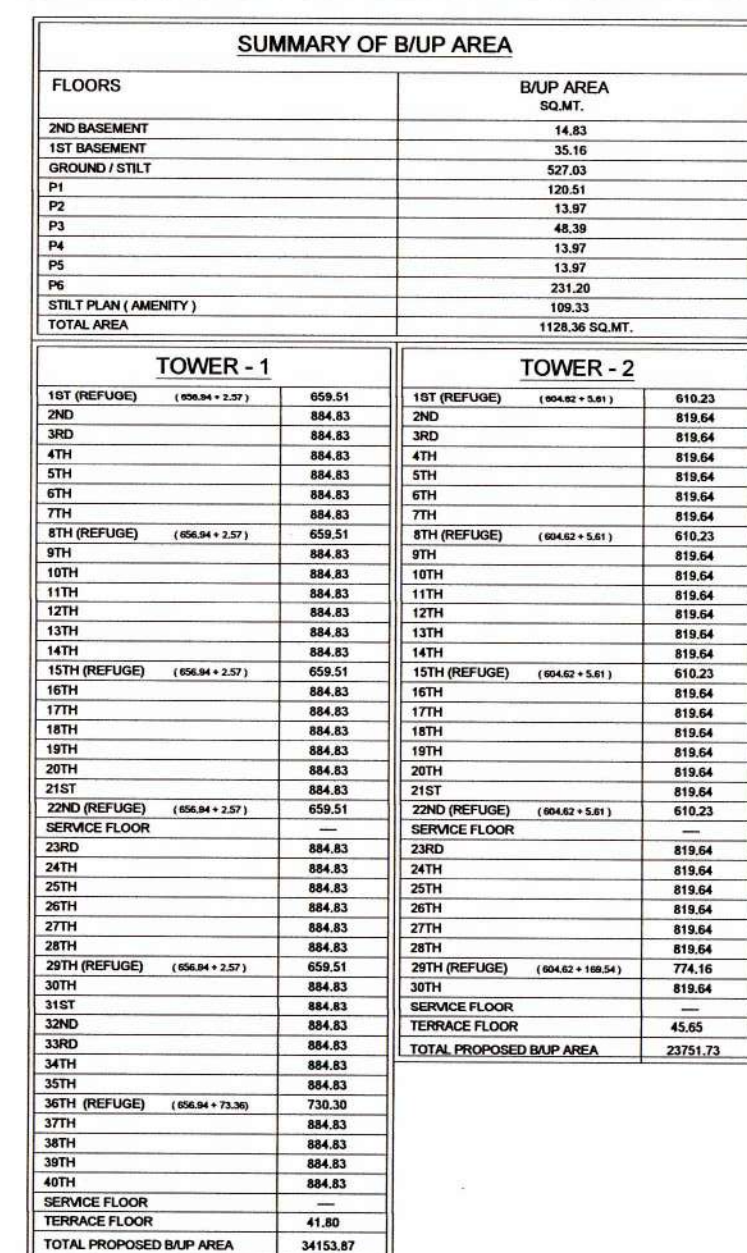 SUMMARY OF B/UP AREA
FLOORS B/UP AREA
SQ.MT.
2ND BASEMENT 14.83
1ST BASEMENT 35.16
GROUND / STILT 527.03
P1 120.51
P2 13.97
P3 48.39
P4 13.97
P5 13.97
P6 231.20
STILT PLAN ( AMENITY ) 109.33
TOTAL AREA 1128.36 SQ.MT.
TOWER - 1
1ST (REFUGE) ( 656.94 + 2.57 ) 659.51
2ND 884.83
3RD 884.83
4TH 884.83
5TH 884.83
6TH 884.83
7TH 884.83
8TH (REFUGE) ( 656.94 + 2.57 ) 659.51
9TH 884.83
10TH 884.83
11TH 884.83
12TH 884.83
13TH 884.83
14TH 884.83
15TH (REFUGE) ( 656.94 + 2.57 ) 659.51
16TH 884.83
17TH 884.83
18TH 884.83
19TH 884.83
20TH 884.83
21ST 884.83
22ND (REFUGE) ( 656.94 + 2.57 ) 659.51
SERVICE FLOOR —
23RD 884.83
24TH 884.83
25TH 884.83
26TH 884.83
27TH 884.83
28TH 884.83
29TH (REFUGE) ( 656.94 + 2.57 ) 659.51
30TH 884.83
31ST 884.83
32ND 884.83
33RD 884.83
34TH 884.83
35TH 884.83
36TH (REFUGE) ( 656.94 + 73.36) 730.30
37TH 884.83
38TH 884.83
39TH 884.83
40TH 884.83
SERVICE FLOOR —
TERRACE FLOOR 41.80
TOTAL PROPOSED B/UP AREA 34153.87
TOWER - 2
1ST (REFUGE) ( 604.62 + 5.61 ) 610.23
2ND 819.64
3RD 819.64
4TH 819.64
5TH 819.64
6TH 819.64
7TH 819.64
8TH (REFUGE) ( 604.62 + 5.61 ) 610.23
9TH 819.64
10TH 819.64
11TH 819.64
12TH 819.64
13TH 819.64
14TH 819.64
15TH (REFUGE) ( 604.62 + 5.61 ) 610.23
16TH 819.64
17TH 819.64
18TH 819.64
19TH 819.64
20TH 819.64
21ST 819.64
22ND (REFUGE) ( 604.62 + 5.61 ) 610.23
SERVICE FLOOR —
23RD 819.64
24TH 819.64
25TH 819.64
26TH 819.64
27TH 819.64
28TH 819.64
29TH (REFUGE) ( 604.62 + 169.54 ) 774.16
30TH 819.64
SERVICE FLOOR —
TERRACE FLOOR 45.65
TOTAL PROPOSED B/UP AREA 23751.73